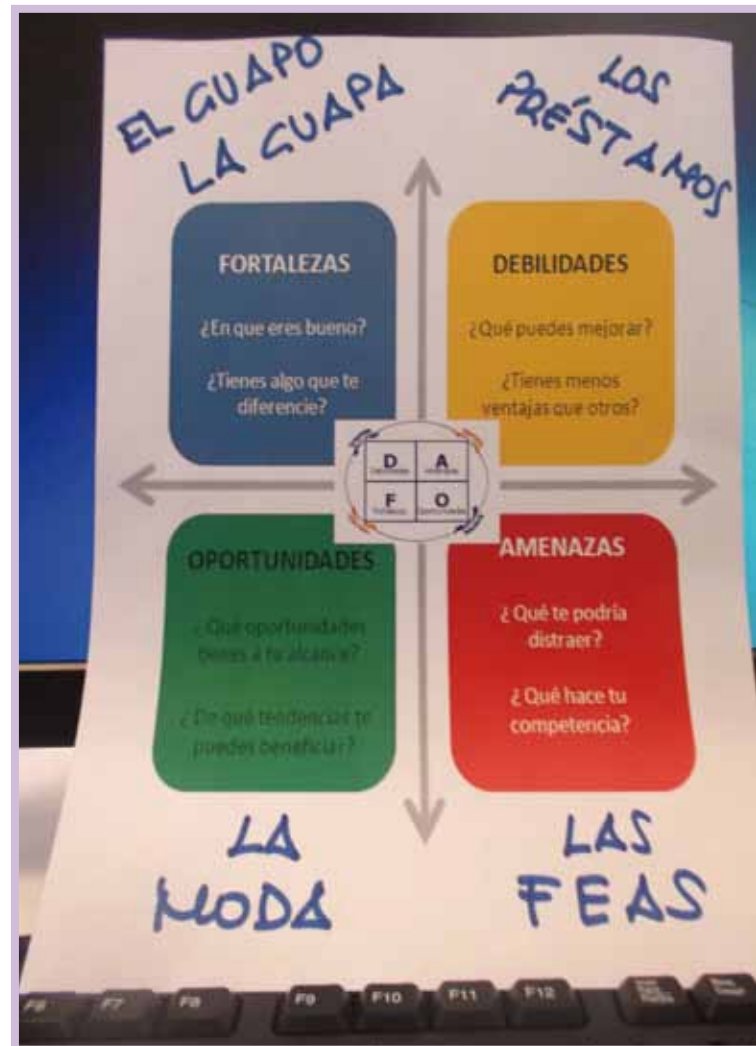 EL GUAPO
LA GUAPA
LOS
PRÉSTAMOS
FORTALEZAS
¿En que eres bueno?
¿Tienes algo que te
diferencie?
DEBILIDADES
¿Qué puedes mejorar?
¿Tienes menos
ventajas que otros?
D A
F O
OPORTUNIDADES
¿Qué oportunidades
tienes a tu alcance?
¿De qué tendencias te
puedes beneficiar?
AMENAZAS
¿Qué te podría
distraer?
¿Qué hace tu
competencia?
LA
MODA
LAS
FEAS
F6 F7 F8 F9 F10 F11 F12